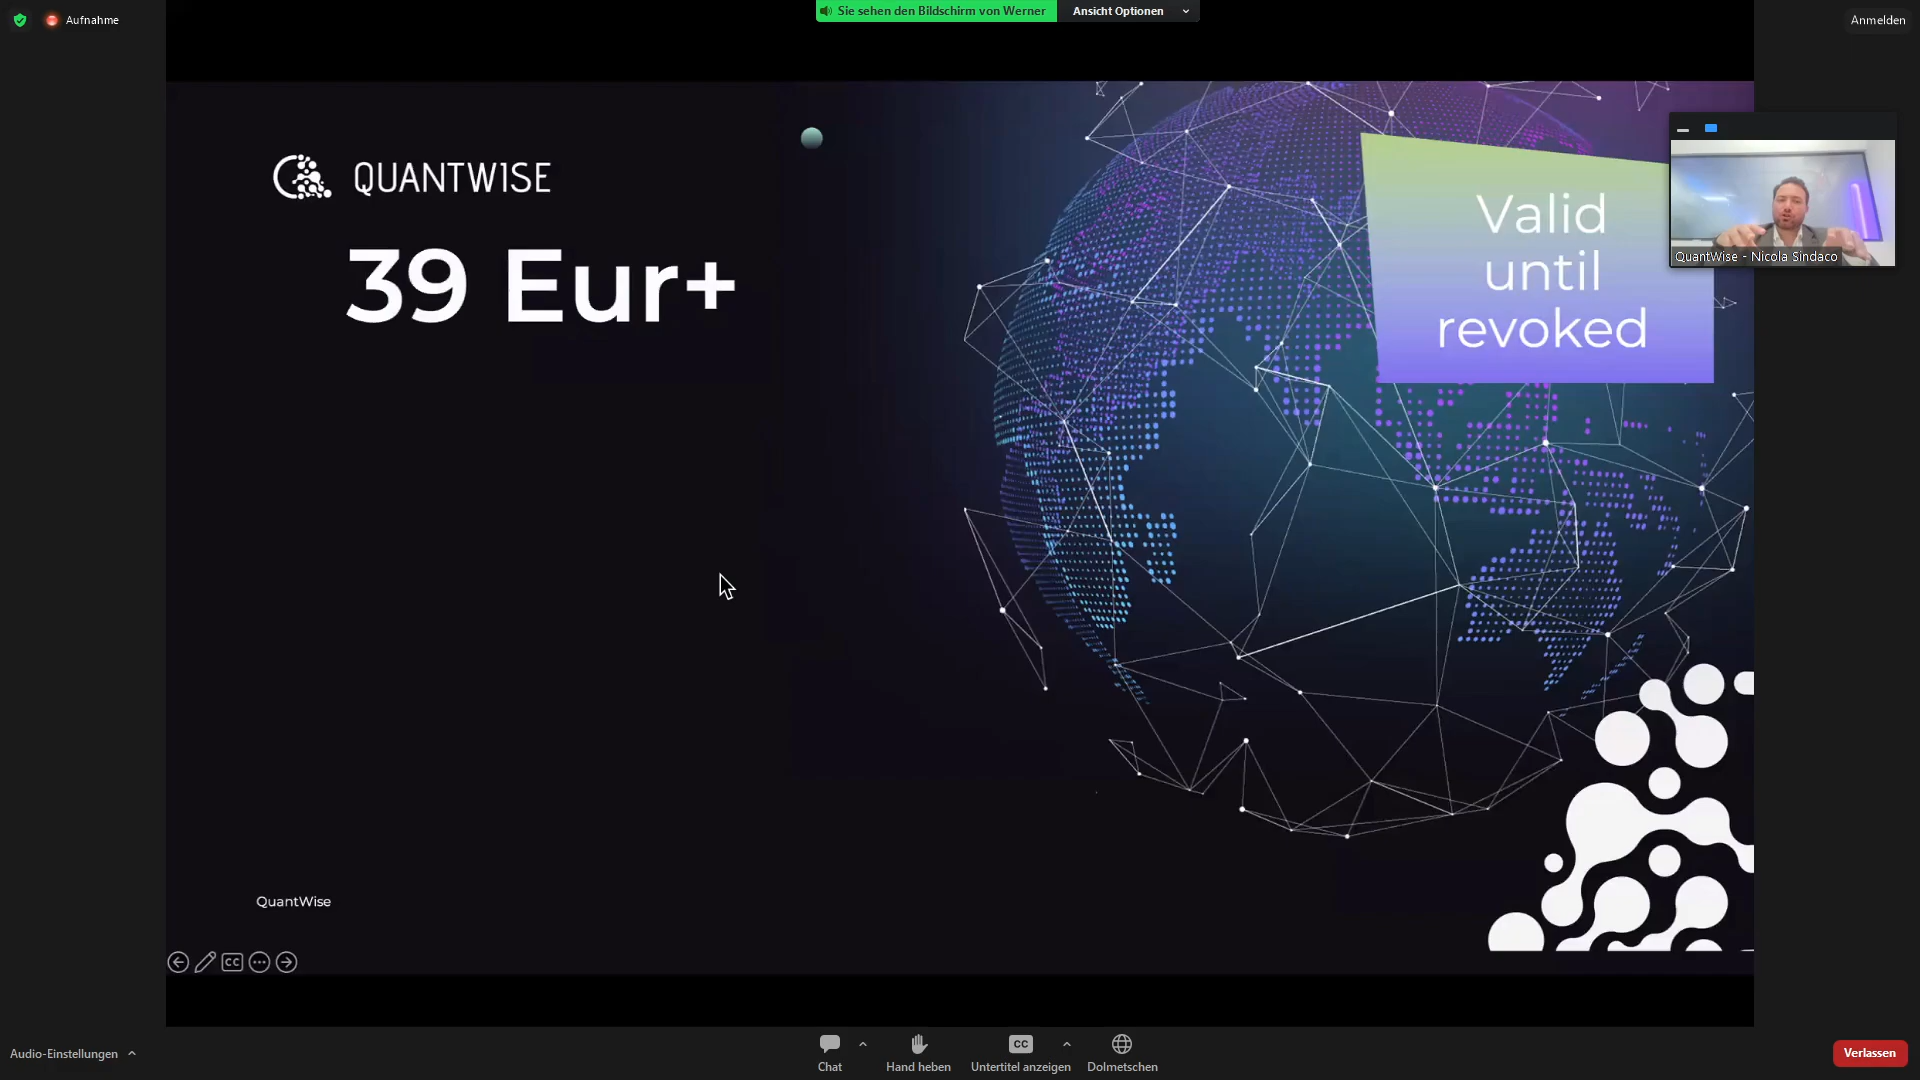 Aufnahme
Sie sehen den Bildschirm von Werner
Ansicht Optionen
Anmelden
QUANTWISE
39 Eur+
Valid
until
revoked
QuantWise - Nicola Sindaco
QuantWise
CC
Audio-Einstellungen
Chat
Hand heben
CC
Untertitel anzeigen
Dolmetschen
Verlassen